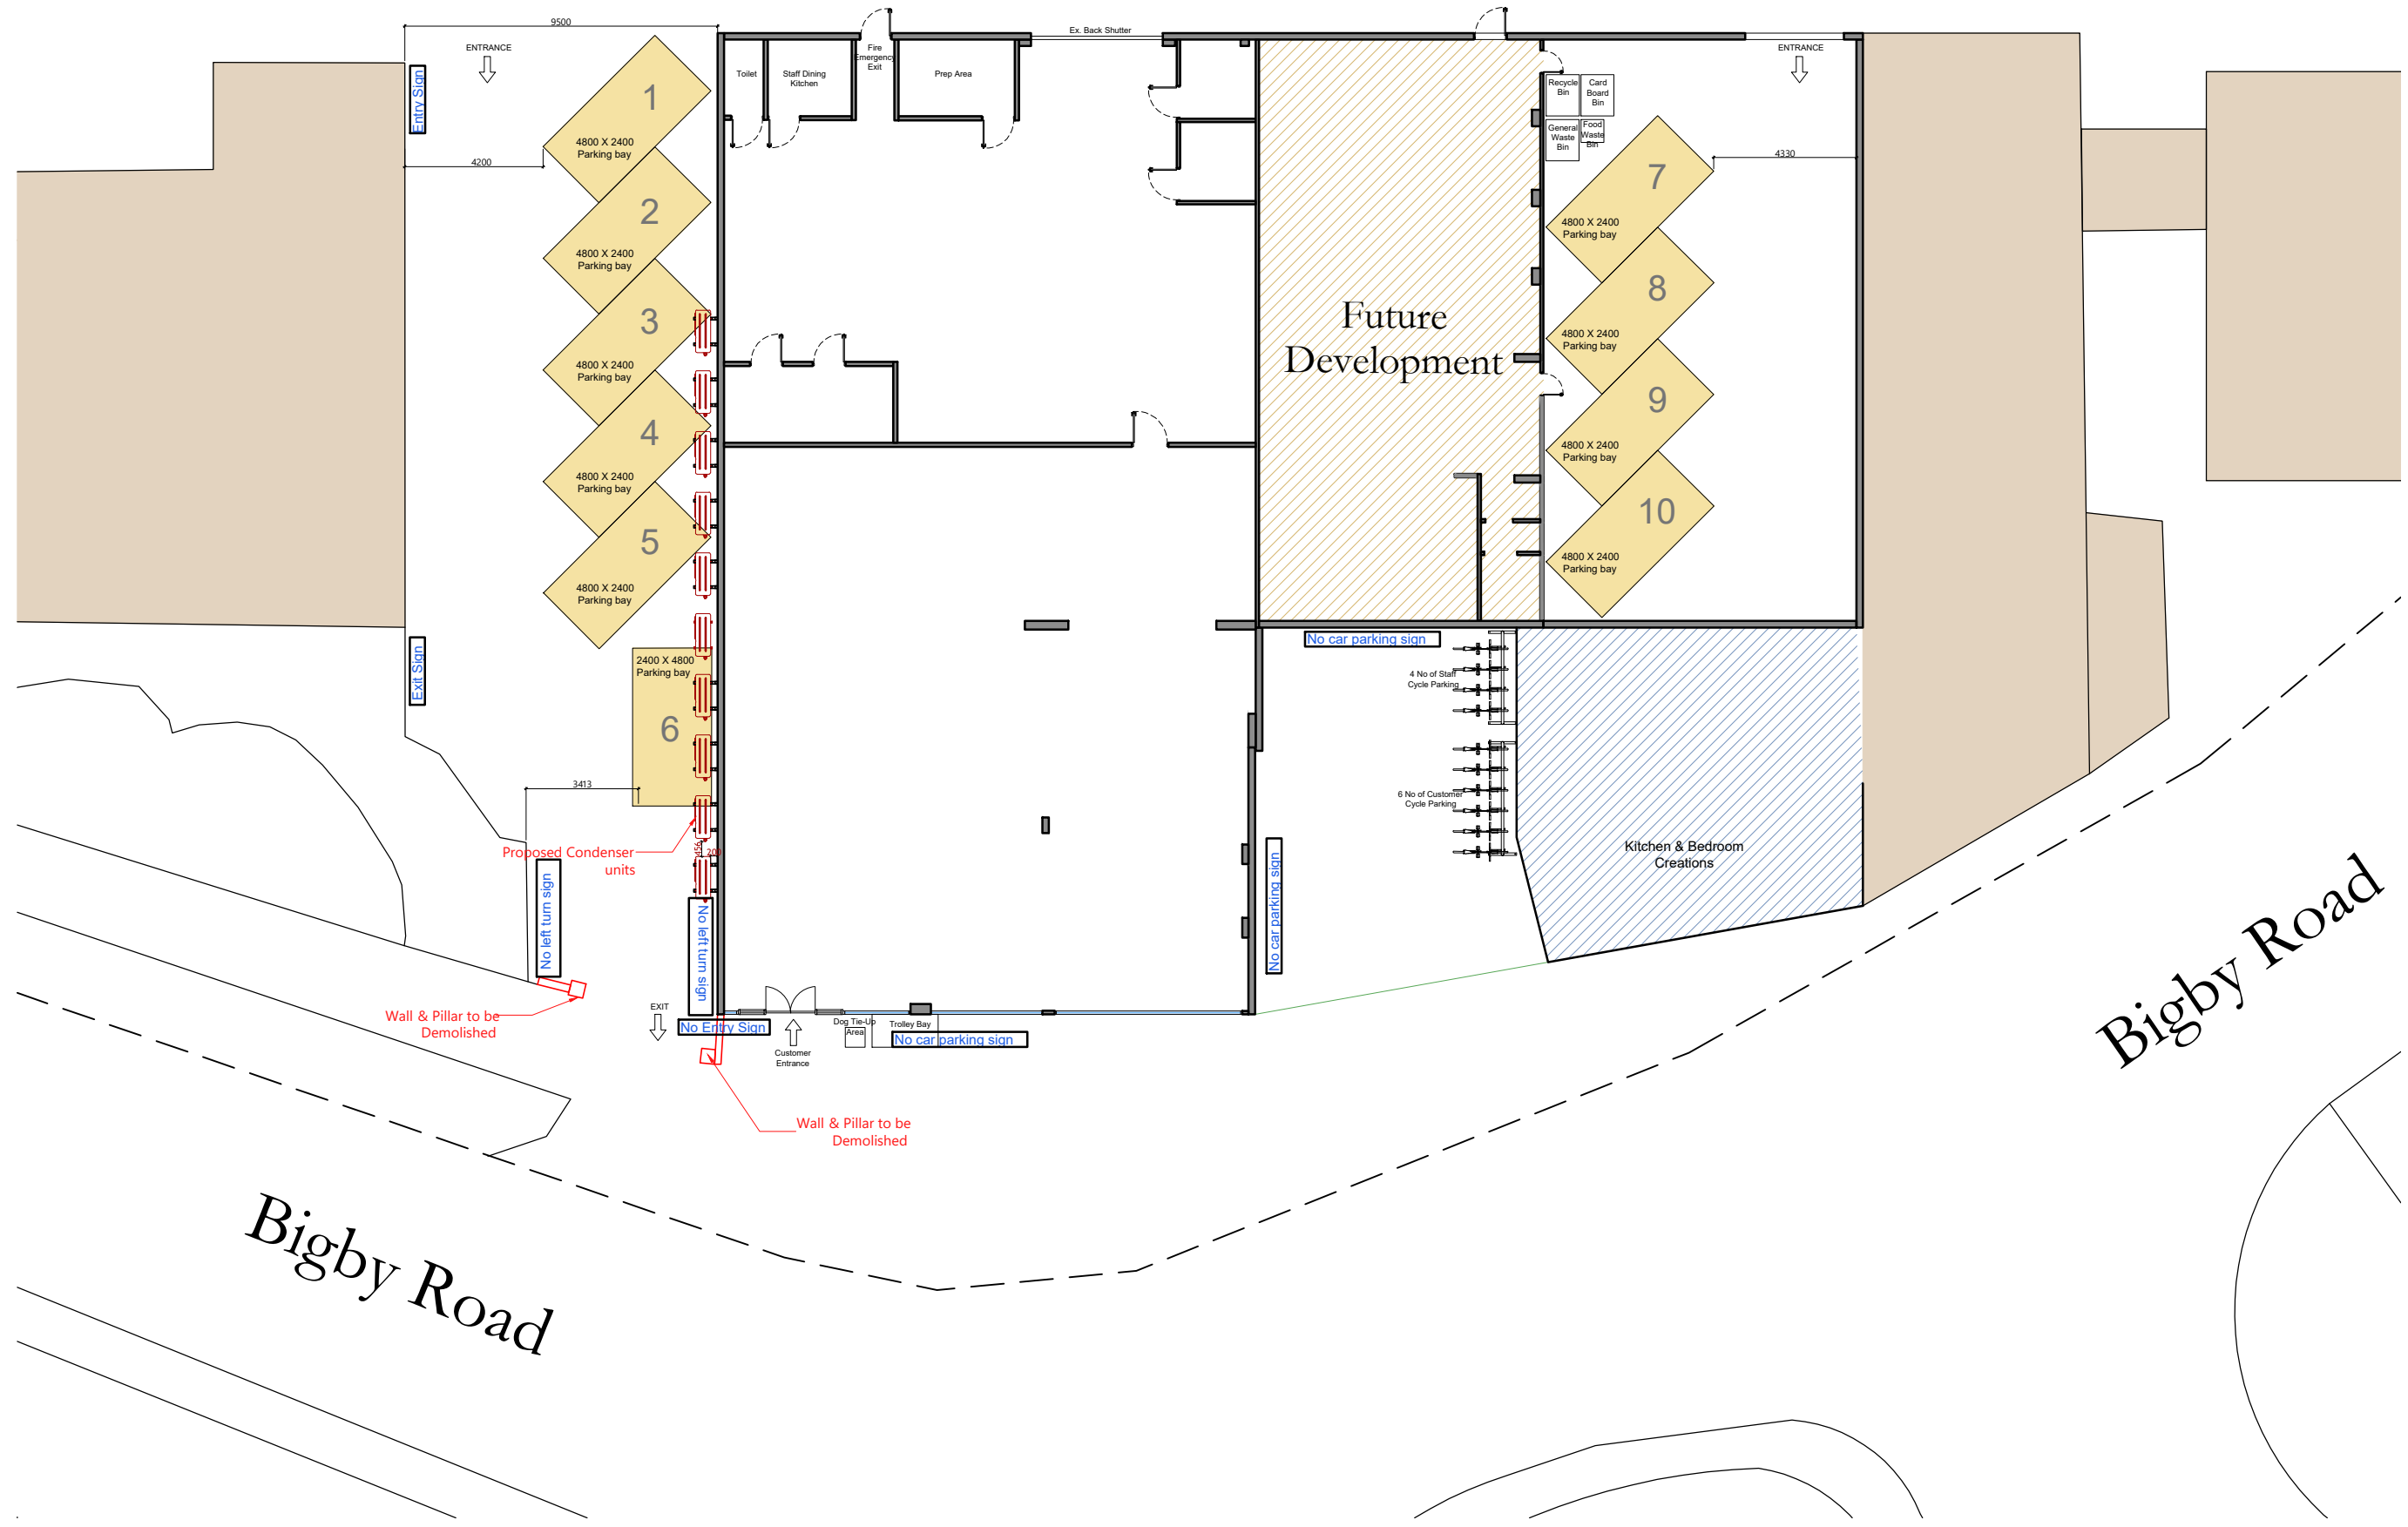 9500
ENTRANCE
Entry Sign
4200
1
4800 X 2400
Parking bay
2
4800 X 2400
Parking bay
3
4800 X 2400
Parking bay
4
4800 X 2400
Parking bay
5
4800 X 2400
Parking bay
2400 X 4800
Parking bay
6
Exit Sign
3413
Proposed Condenser
units
456
200
No left turn sign
No left turn sign
Wall & Pillar to be
Demolished
EXIT
No Entry Sign
Customer
Entrance
Dog Tie-Up
Area
Trolley Bay
No car parking sign
Wall & Pillar to be
Demolished
Toilet
Staff Dining
Kitchen
Fire
Emergency
Exit
Prep Area
Ex. Back Shutter
Future
Development
ENTRANCE
Recycle
Bin
Card
Board
Bin
General
Waste
Bin
Food
Waste
Bin
4330
7
4800 X 2400
Parking bay
8
4800 X 2400
Parking bay
9
4800 X 2400
Parking bay
10
4800 X 2400
Parking bay
No car parking sign
4 No of Staff
Cycle Parking
6 No of Customer
Cycle Parking
No car parking sign
Kitchen & Bedroom
Creations
Bigby Road
Bigby Road